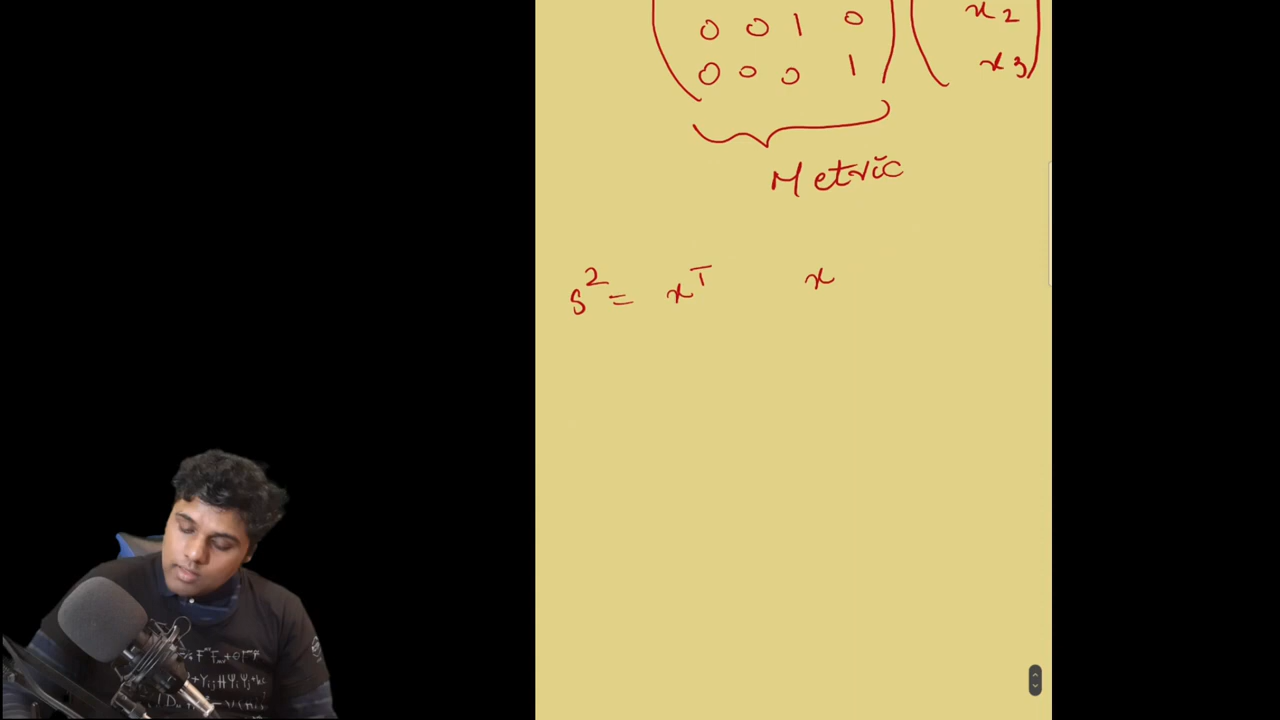 0 0 1 0 x2
0 0 0 1 x3
Metric
s² = xᵀ x